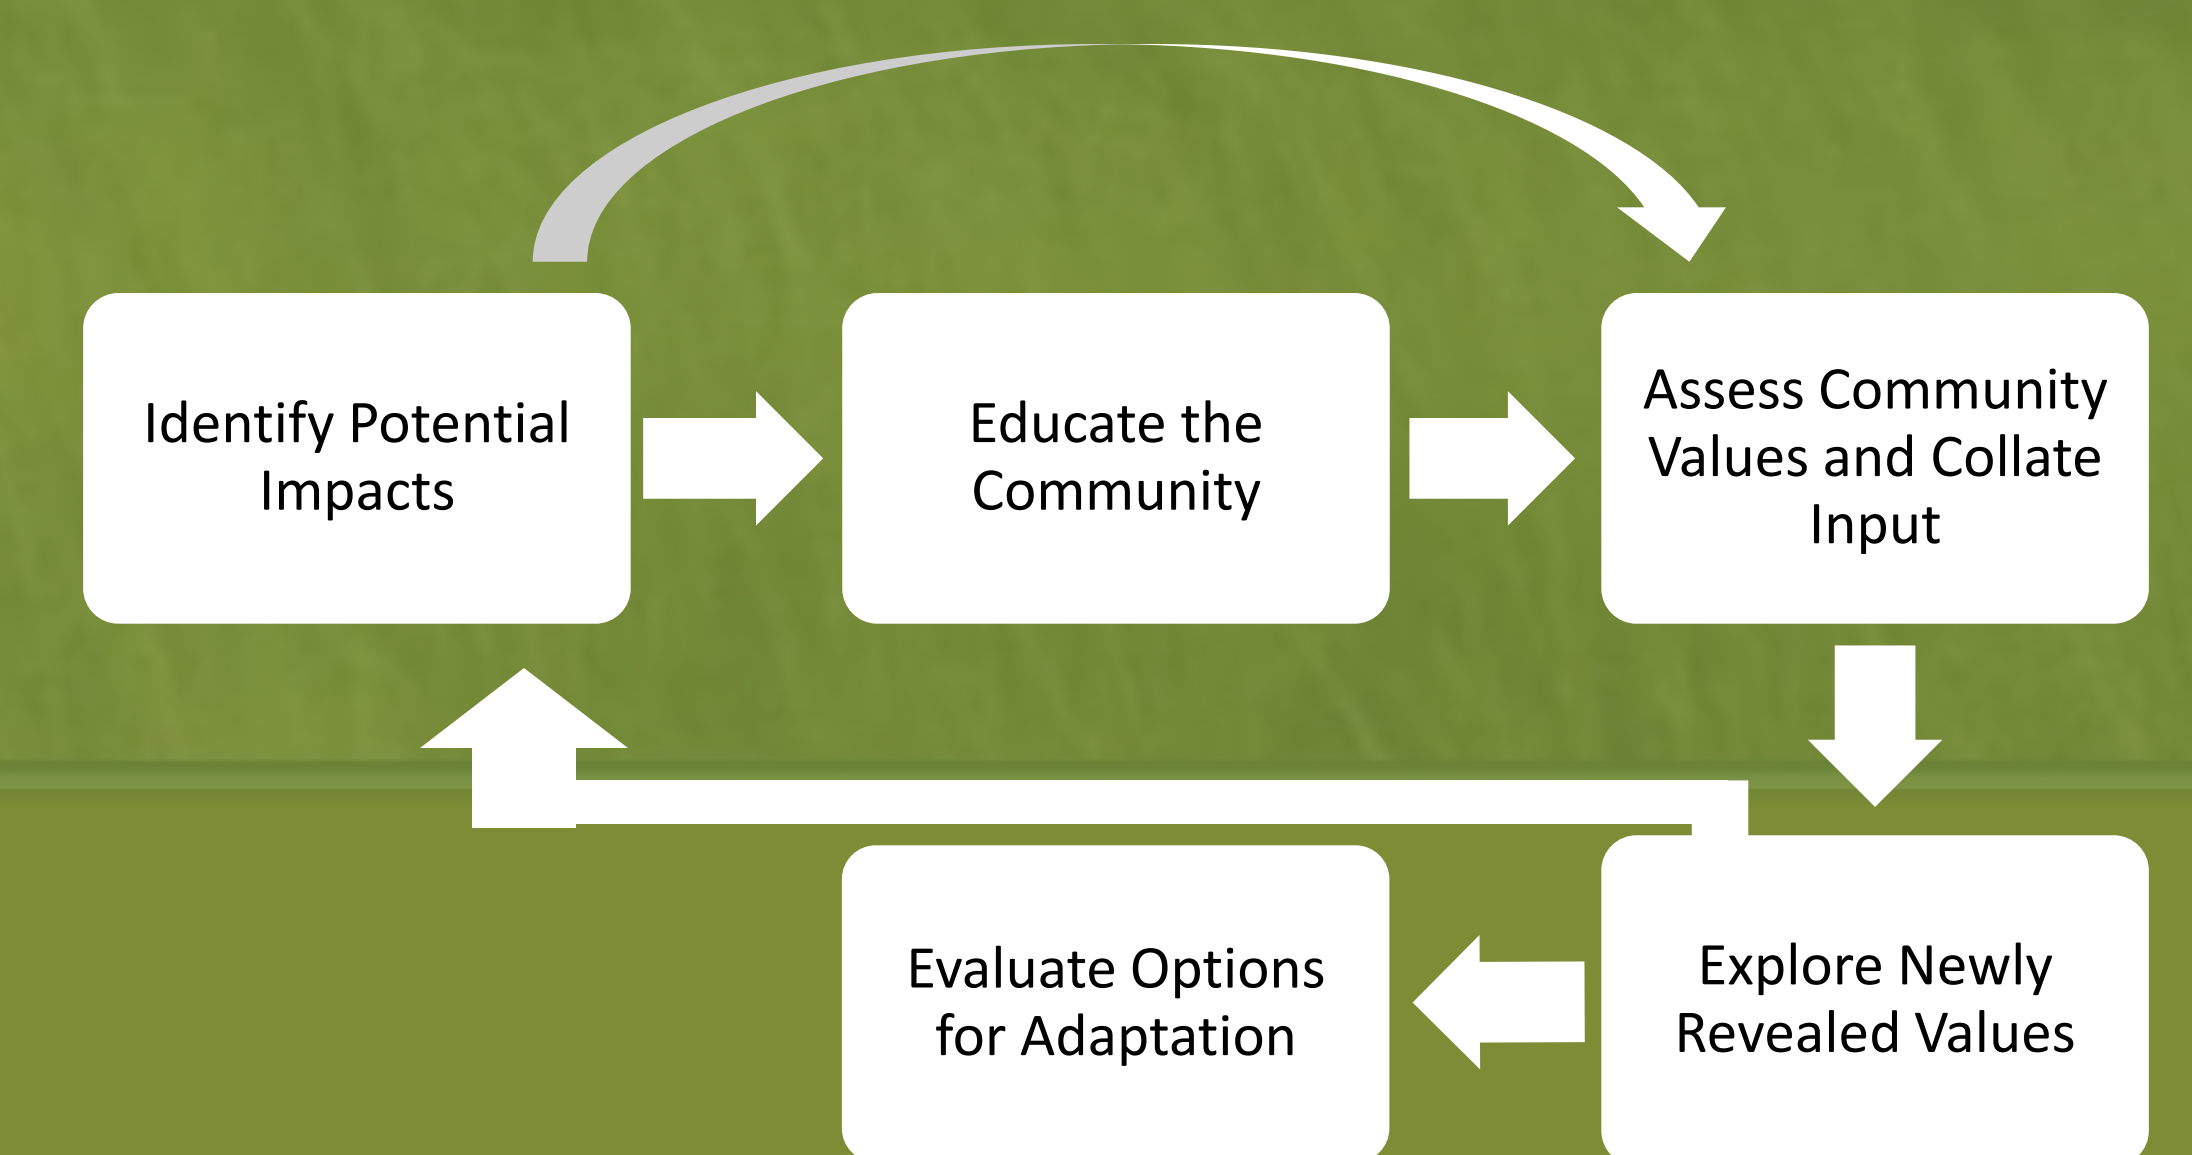 Identify Potential
Impacts
Educate the
Community
Assess Community
Values and Collate
Input
Explore Newly
Revealed Values
Evaluate Options
for Adaptation